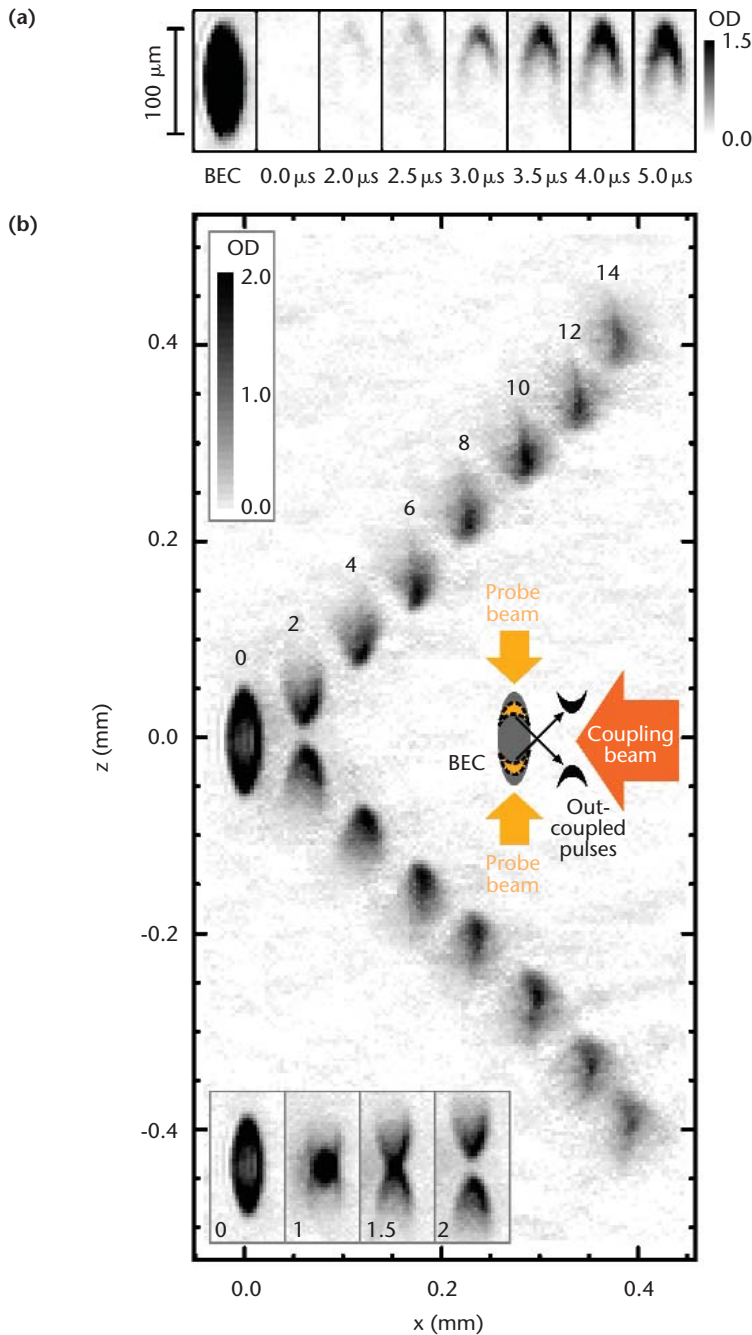 (a)
100 μm
OD
1.5
0.0
BEC 0.0 μs 2.0 μs 2.5 μs 3.0 μs 3.5 μs 4.0 μs 5.0 μs
(b)
OD
2.0
1.0
0.0
14
12
10
8
6
4
2
0
0.4
0.2
0.0
-0.2
-0.4
z (mm)
Probe
beam
BEC
Coupling
beam
Out-
coupled
pulses
Probe
beam
0 1 1.5 2
0.0 0.2 0.4
x (mm)